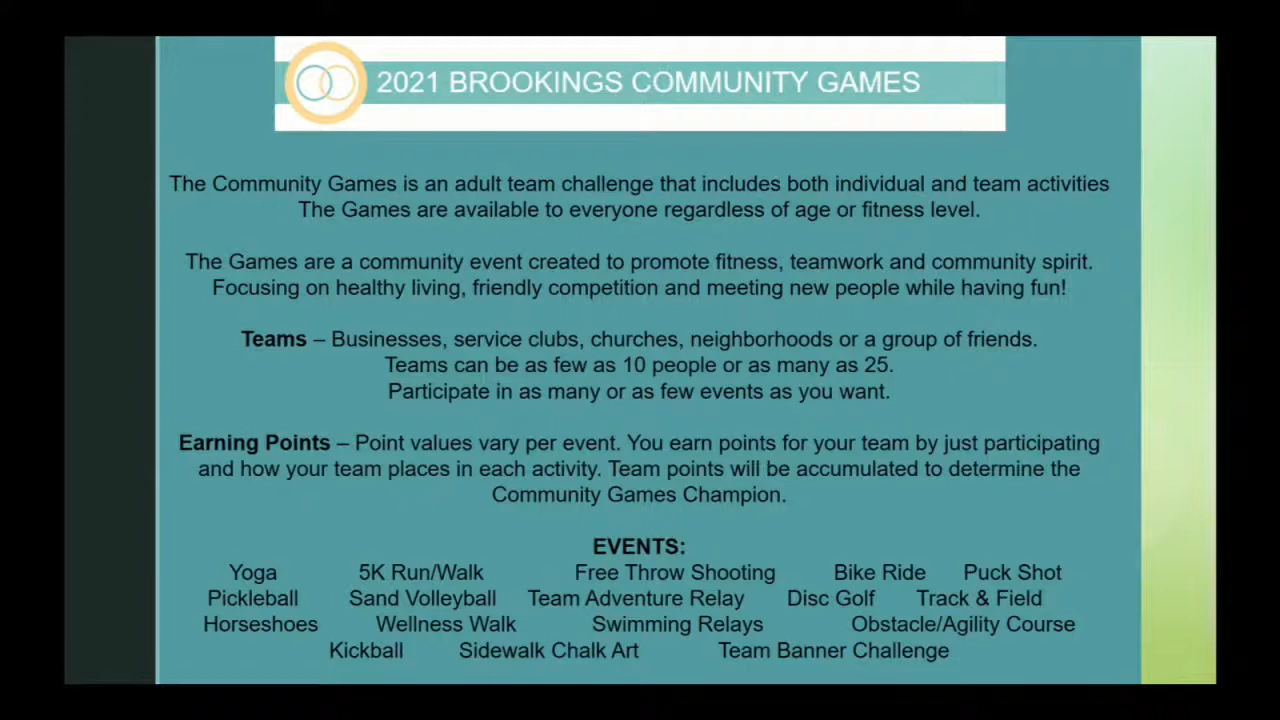 2021 BROOKINGS COMMUNITY GAMES
The Community Games is an adult team challenge that includes both individual and team activities
The Games are available to everyone regardless of age or fitness level.
The Games are a community event created to promote fitness, teamwork and community spirit.
Focusing on healthy living, friendly competition and meeting new people while having fun!
Teams – Businesses, service clubs, churches, neighborhoods or a group of friends.
Teams can be as few as 10 people or as many as 25.
Participate in as many or as few events as you want.
Earning Points – Point values vary per event. You earn points for your team by just participating
and how your team places in each activity. Team points will be accumulated to determine the
Community Games Champion.
EVENTS:
Yoga 5K Run/Walk Free Throw Shooting Bike Ride Puck Shot
Pickleball Sand Volleyball Team Adventure Relay Disc Golf Track & Field
Horseshoes Wellness Walk Swimming Relays Obstacle/Agility Course
Kickball Sidewalk Chalk Art Team Banner Challenge